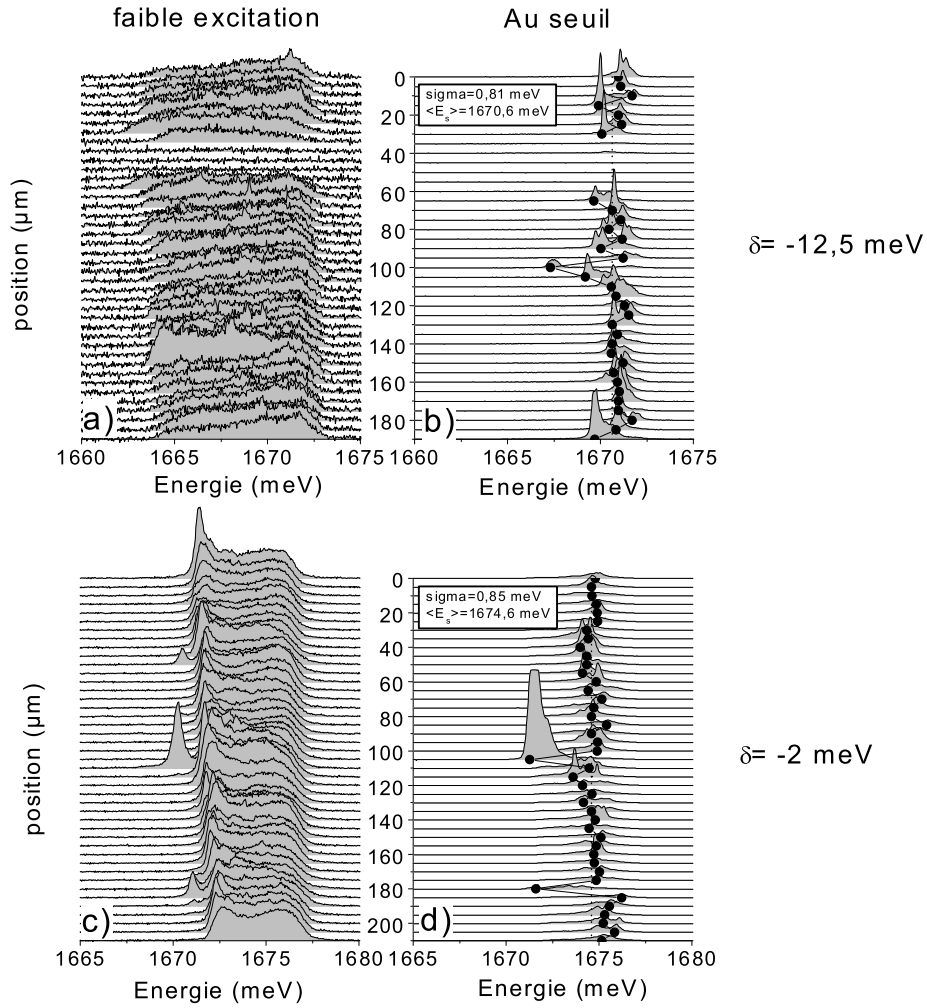 faible excitation
Au seuil
position (µm)
a)
1660
1665
1670
1675
Energie (meV)
0
20
40
60
80
100
120
140
160
180
sigma=0,81 meV
<Es>=1670,6 meV
b)
1660
1665
1670
1675
Energie (meV)
δ= -12,5 meV
position (µm)
c)
1665
1670
1675
1680
Energie (meV)
0
20
40
60
80
100
120
140
160
180
200
sigma=0,85 meV
<Es>=1674,6 meV
d)
1665
1670
1675
1680
Energie (meV)
δ= -2 meV